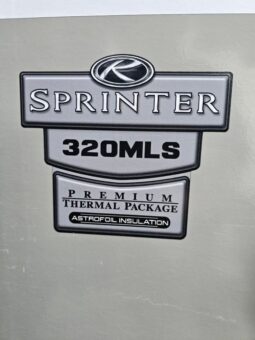 R
SPRINTER
320MLS
PREMIUM
THERMAL PACKAGE
ASTROFOIL INSULATION